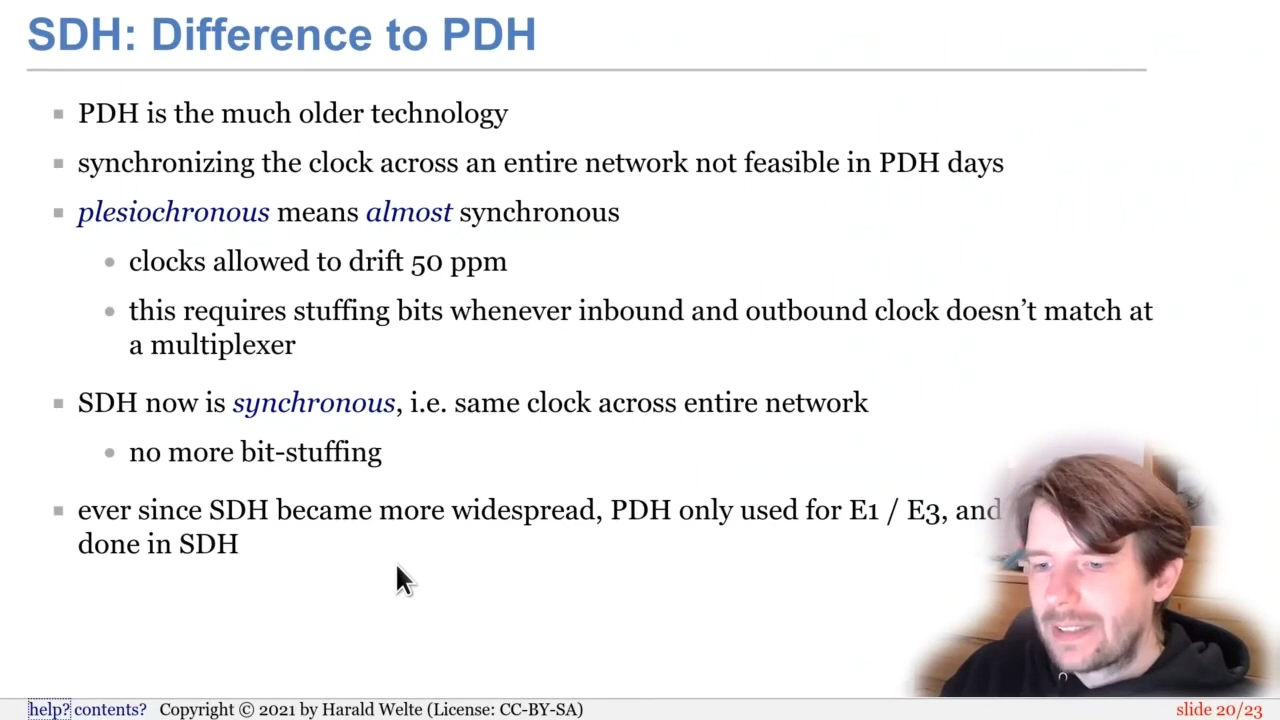 SDH: Difference to PDH
PDH is the much older technology
synchronizing the clock across an entire network not feasible in PDH days
plesiochronous means almost synchronous
clocks allowed to drift 50 ppm
this requires stuffing bits whenever inbound and outbound clock doesn't match at
a multiplexer
SDH now is synchronous, i.e. same clock across entire network
no more bit-stuffing
ever since SDH became more widespread, PDH only used for E1 / E3, and
done in SDH
help? contents? Copyright © 2021 by Harald Welte (License: CC-BY-SA)
slide 20/23